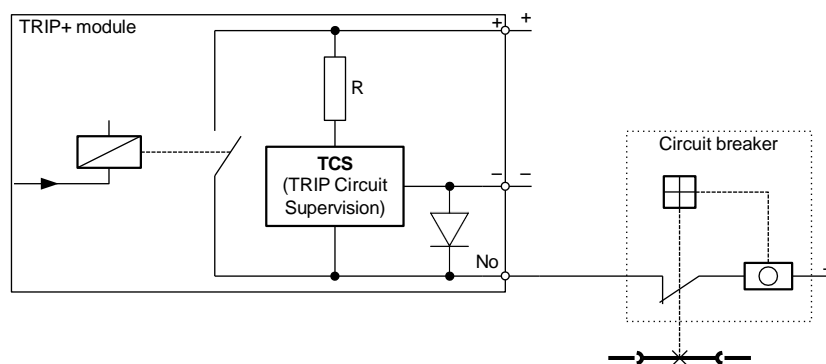 TRIP+ module
+ +
R
TCS
(TRIP Circuit
Supervision)
− −
No
Circuit breaker
−